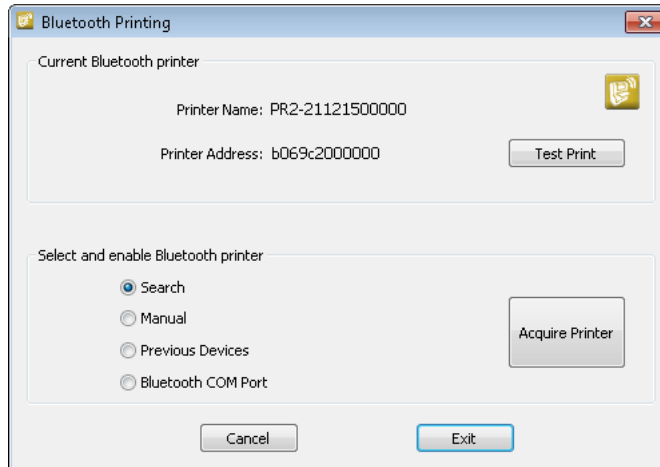 Bluetooth Printing
Current Bluetooth printer
Printer Name: PR2-21121500000
Printer Address: b069c2000000
Test Print
Select and enable Bluetooth printer
Search
Manual
Previous Devices
Bluetooth COM Port
Acquire Printer
Cancel
Exit